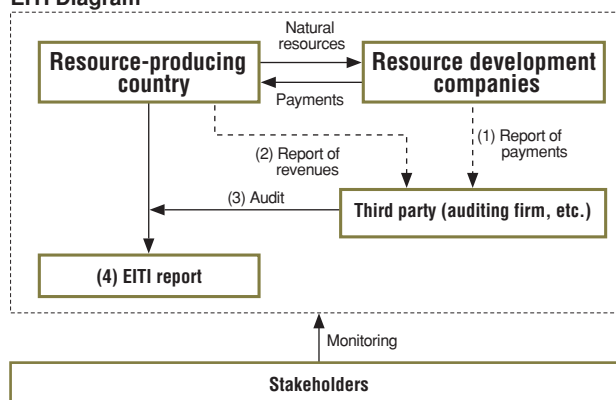 EITI Diagram
Natural
resources
Resource-producing
country
Resource development
companies
Payments
(1) Report of
payments
(2) Report of
revenues
(3) Audit
Third party (auditing firm, etc.)
(4) EITI report
Monitoring
Stakeholders